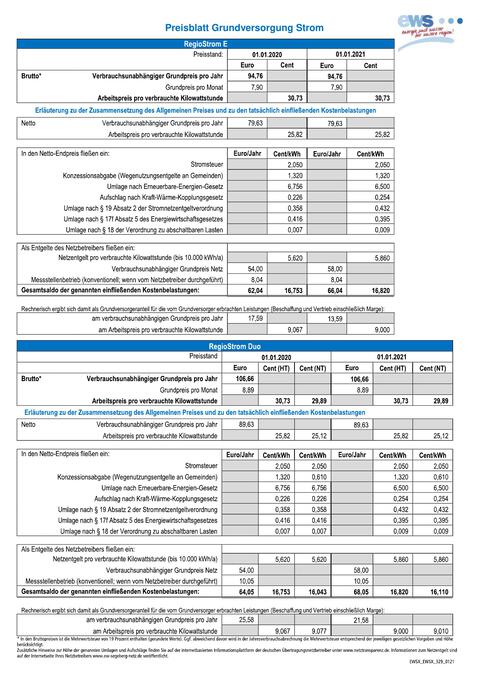 Preisblatt Grundversorgung Strom
ews
energie, nach immer
vor unserer region!
RegioStrom E
Preisstand: 01.01.2020 01.01.2021
Euro Cent Euro Cent
Brutto* Verbrauchsunabhängiger Grundpreis pro Jahr 94,76 94,76
Grundpreis pro Monat 7,90 7,90
Arbeitspreis pro verbrauchte Kilowattstunde 30,73 30,73
Erläuterung zu der Zusammensetzung des Allgemeinen Preises und zu den tatsächlich einfließenden Kostenbelastungen
Netto Verbrauchsunabhängiger Grundpreis pro Jahr 79,63 79,63
Arbeitspreis pro verbrauchte Kilowattstunde 25,82 25,82
In den Netto-Endpreis fließen ein: Euro/Jahr Cent/kWh Euro/Jahr Cent/kWh
Stromsteuer 2,050 2,050
Konzessionsabgabe (Wegenutzungsentgelte an Gemeinden) 1,320 1,320
Umlage nach Erneuerbare-Energien-Gesetz 6,756 6,500
Aufschlag nach Kraft-Wärme-Kopplungsgesetz 0,226 0,254
Umlage nach § 19 Absatz 2 der Stromnetzentgeltverordnung 0,358 0,432
Umlage nach § 17f Absatz 5 des Energiewirtschaftsgesetzes 0,416 0,395
Umlage nach § 18 der Verordnung zu abschaltbaren Lasten 0,007 0,009
Als Entgelte des Netzbetreibers fließen ein:
Netzentgelt pro verbrauchte Kilowattstunde (bis 10.000 kWh/a) 5,620 5,860
Verbrauchsunabhängiger Grundpreis Netz 54,00 58,00
Messstellenbetrieb (konventionell; wenn vom Netzbetreiber durchgeführt) 8,04 8,04
Gesamtsaldo der genannten einfließenden Kostenbelastungen: 62,04 16,753 66,04 16,820
Rechnerisch ergibt sich damit als Grundversorgeranteil für die vom Grundversorger erbrachten Leistungen (Beschaffung und Vertrieb einschließlich Marge):
am verbrauchsunabhängigen Grundpreis pro Jahr 17,59 13,59
am Arbeitspreis pro verbrauchte Kilowattstunde 9,067 9,000
RegioStrom Duo
Preisstand: 01.01.2020 01.01.2021
Euro Cent (HT) Cent (NT) Euro Cent (HT) Cent (NT)
Brutto* Verbrauchsunabhängiger Grundpreis pro Jahr 106,66 106,66
Grundpreis pro Monat 8,89 8,89
Arbeitspreis pro verbrauchte Kilowattstunde 30,73 29,89 30,73 29,89
Erläuterung zu der Zusammensetzung des Allgemeinen Preises und zu den tatsächlich einfließenden Kostenbelastungen
Netto Verbrauchsunabhängiger Grundpreis pro Jahr 89,63 89,63
Arbeitspreis pro verbrauchte Kilowattstunde 25,82 25,12 25,82 25,12
In den Netto-Endpreis fließen ein: Euro/Jahr Cent/kWh Cent/kWh Euro/Jahr Cent/kWh Cent/kWh
Stromsteuer 2,050 2,050 2,050 2,050
Konzessionsabgabe (Wegenutzungsentgelte an Gemeinden) 1,320 0,610 1,320 0,610
Umlage nach Erneuerbare-Energien-Gesetz 6,756 6,756 6,500 6,500
Aufschlag nach Kraft-Wärme-Kopplungsgesetz 0,226 0,226 0,254 0,254
Umlage nach § 19 Absatz 2 der Stromnetzentgeltverordnung 0,358 0,358 0,432 0,432
Umlage nach § 17f Absatz 5 des Energiewirtschaftsgesetzes 0,416 0,416 0,395 0,395
Umlage nach § 18 der Verordnung zu abschaltbaren Lasten 0,007 0,007 0,009 0,009
Als Entgelte des Netzbetreibers fließen ein:
Netzentgelt pro verbrauchte Kilowattstunde (bis 10.000 kWh/a) 5,620 5,620 5,860 5,860
Verbrauchsunabhängiger Grundpreis Netz 54,00 58,00
Messstellenbetrieb (konventionell; wenn vom Netzbetreiber durchgeführt) 10,05 10,05
Gesamtsaldo der genannten einfließenden Kostenbelastungen: 64,05 16,753 16,043 68,05 16,820 16,110
Rechnerisch ergibt sich damit als Grundversorgeranteil für die vom Grundversorger erbrachten Leistungen (Beschaffung und Vertrieb einschließlich Marge):
am verbrauchsunabhängigen Grundpreis pro Jahr 25,58 21,58
am Arbeitspreis pro verbrauchte Kilowattstunde 9,067 9,077 9,000 9,010
* In den Bruttopreisen ist die Mehrwertsteuer von 19 Prozent enthalten (gerundete Werte). Ggf. abweichend davon wird in der Jahresverbrauchsabrechnung die Mehrwertsteuer entsprechend der jeweiligen gesetzlichen Vorgaben und Höhe
berücksichtigt.
Zusätzliche Hinweise zur Höhe der genannten Umlagen und Aufschläge finden Sie auf der internetbasierten Informationsplattform der deutschen Übertragungsnetzbetreiber unter www.netztransparenz.de. Informationen zum Netzentgelt sind
auf der Internetseite Ihres Netzbetreibers www.ew-segeberg-netz.de veröffentlicht.
EWSX_EWSX_329_0121